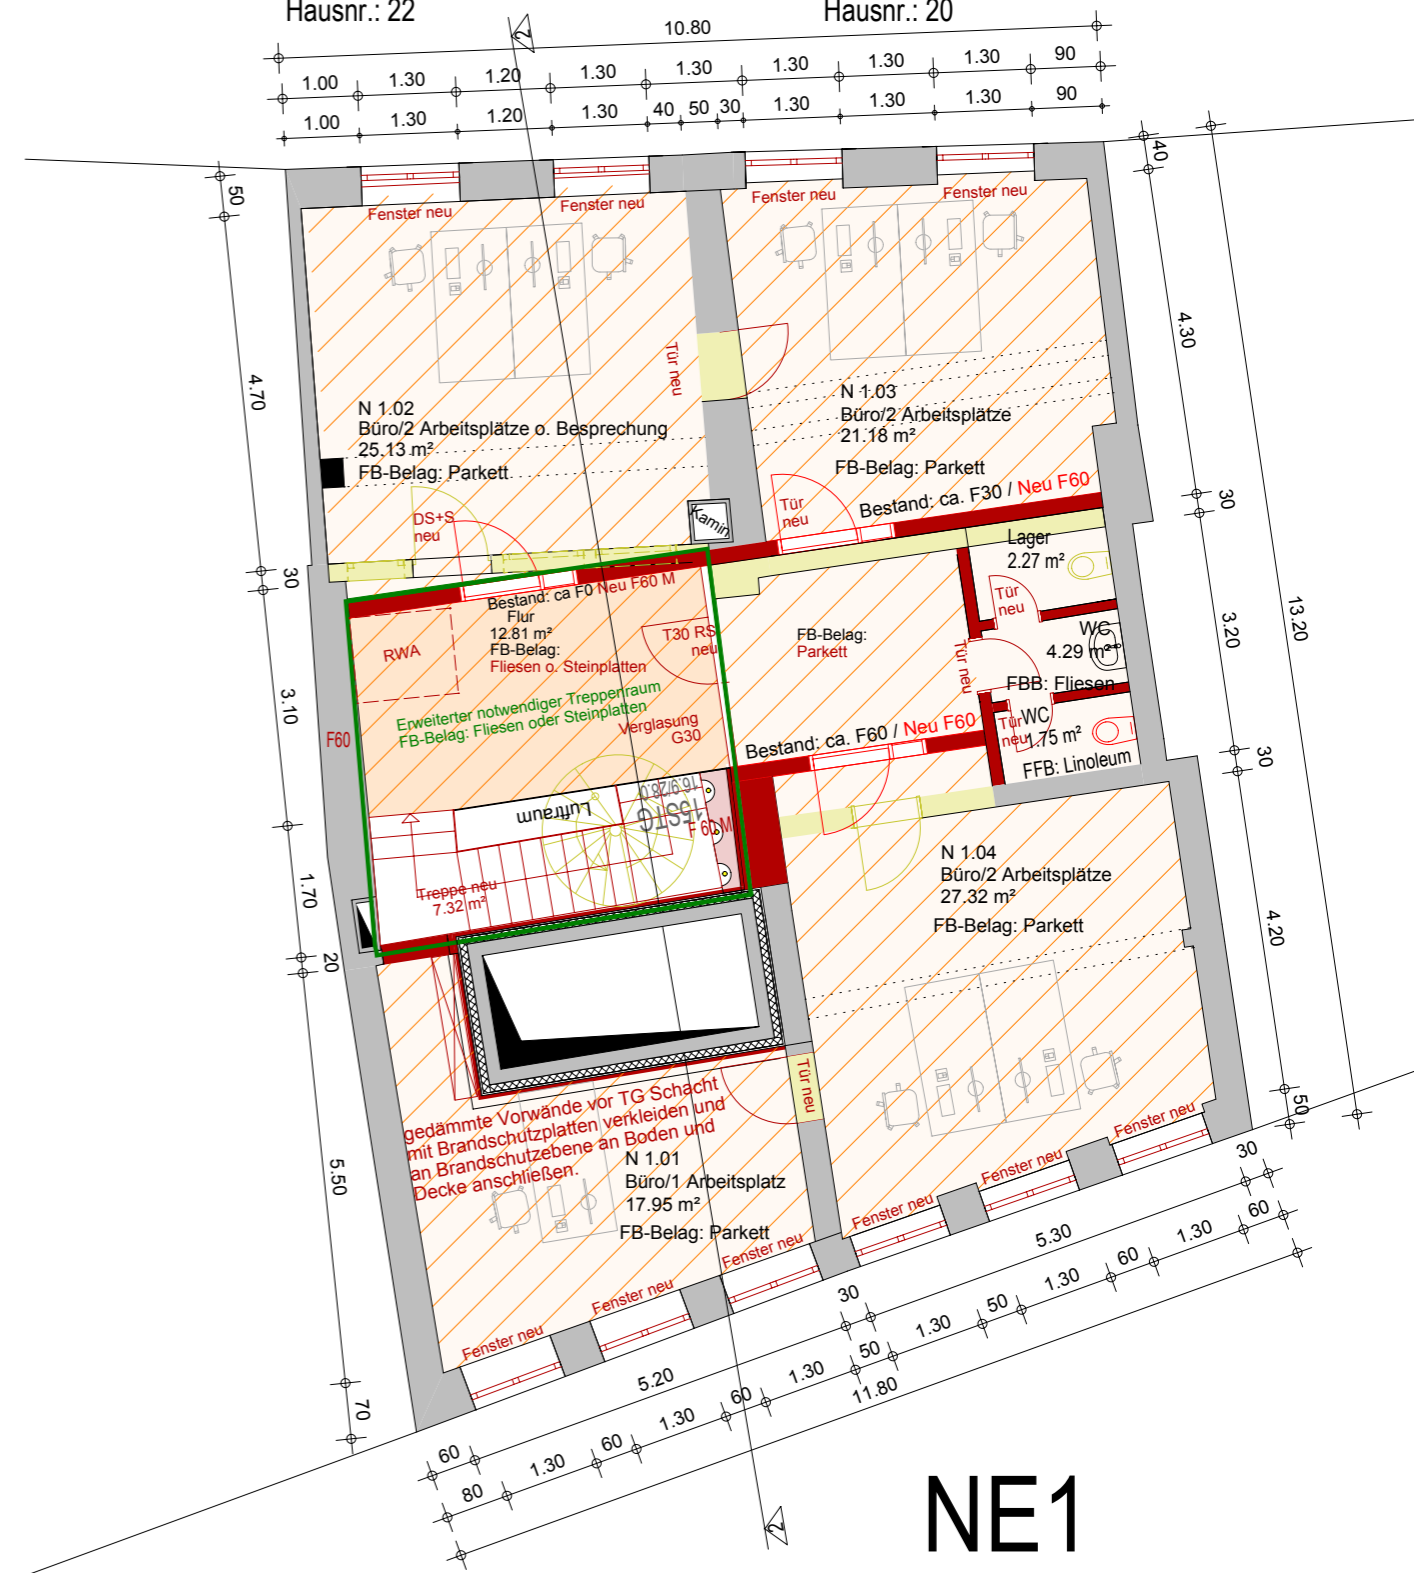 Hausnr.: 22
Hausnr.: 20
10.80
1.00 1.30 1.20 1.30 1.30 1.30 1.30 1.30 90
1.00 1.30 1.20 1.30 40 50 30 1.30 1.30 1.30 90
2
50
4.70
30
3.10
1.70
20
5.50
70
40
4.30
30
3.20
30
4.20
50
13.20
Fenster neu
Fenster neu
Fenster neu
Fenster neu
Tür neu
N 1.02
Büro/2 Arbeitsplätze o. Besprechung
25.13 m²
FB-Belag: Parkett
N 1.03
Büro/2 Arbeitsplätze
21.18 m²
FB-Belag: Parkett
DS+S
neu
Kamin
Tür
neu
Bestand: ca. F30 / Neu F60
Lager
2.27 m²
Tür
neu
Bestand: ca F0 Neu F60 M
Flur
12.81 m²
FB-Belag:
Fliesen o. Steinplatten
RWA
T30 RS
neu
FB-Belag:
Parkett
Tür neu
WC
4.29 m²
FBB: Fliesen
Erweiterter notwendiger Treppenraum
FB-Belag: Fliesen oder Steinplatten
F60
Verglasung
G30
Bestand: ca. F60 / Neu F60
Tür
neu
WC
1.75 m²
FFB: Linoleum
Luftraum
15STG
16.9/28.0
F 60 M
Treppe neu
7.32 m²
N 1.04
Büro/2 Arbeitsplätze
27.32 m²
FB-Belag: Parkett
Tür neu
gedämmte Vorwände vor TG Schacht
mit Brandschutzplatten verkleiden und
an Brandschutzebene an Boden und
Decke anschließen.
N 1.01
Büro/1 Arbeitsplatz
17.95 m²
FB-Belag: Parkett
Fenster neu
Fenster neu
Fenster neu
Fenster neu
Fenster neu
Fenster neu
60 5.20 30 5.30 30
80 1.30 60 1.30 60 1.30 50 1.30 50 1.30 60 1.30 60
11.80
2
NE1